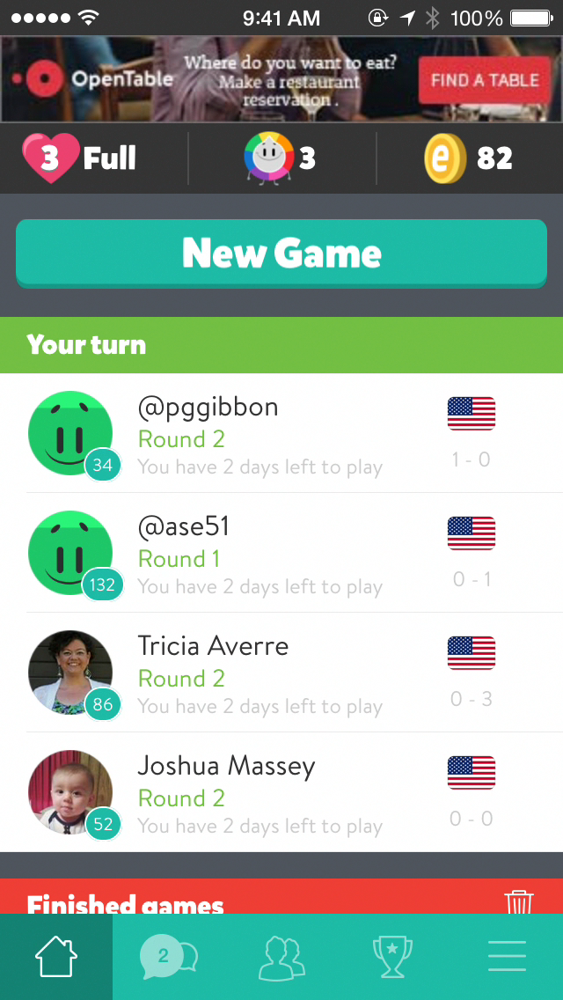 9:41 AM
100%
OpenTable
Where do you want to eat?
Make a restaurant
reservation .
FIND A TABLE
3 Full
3
e 82
New Game
Your turn
@pggibbon
Round 2
You have 2 days left to play
34
1 - 0
@ase51
Round 1
You have 2 days left to play
132
0 - 1
Tricia Averre
Round 2
You have 2 days left to play
86
0 - 3
Joshua Massey
Round 2
You have 2 days left to play
52
0 - 0
Finished games
2